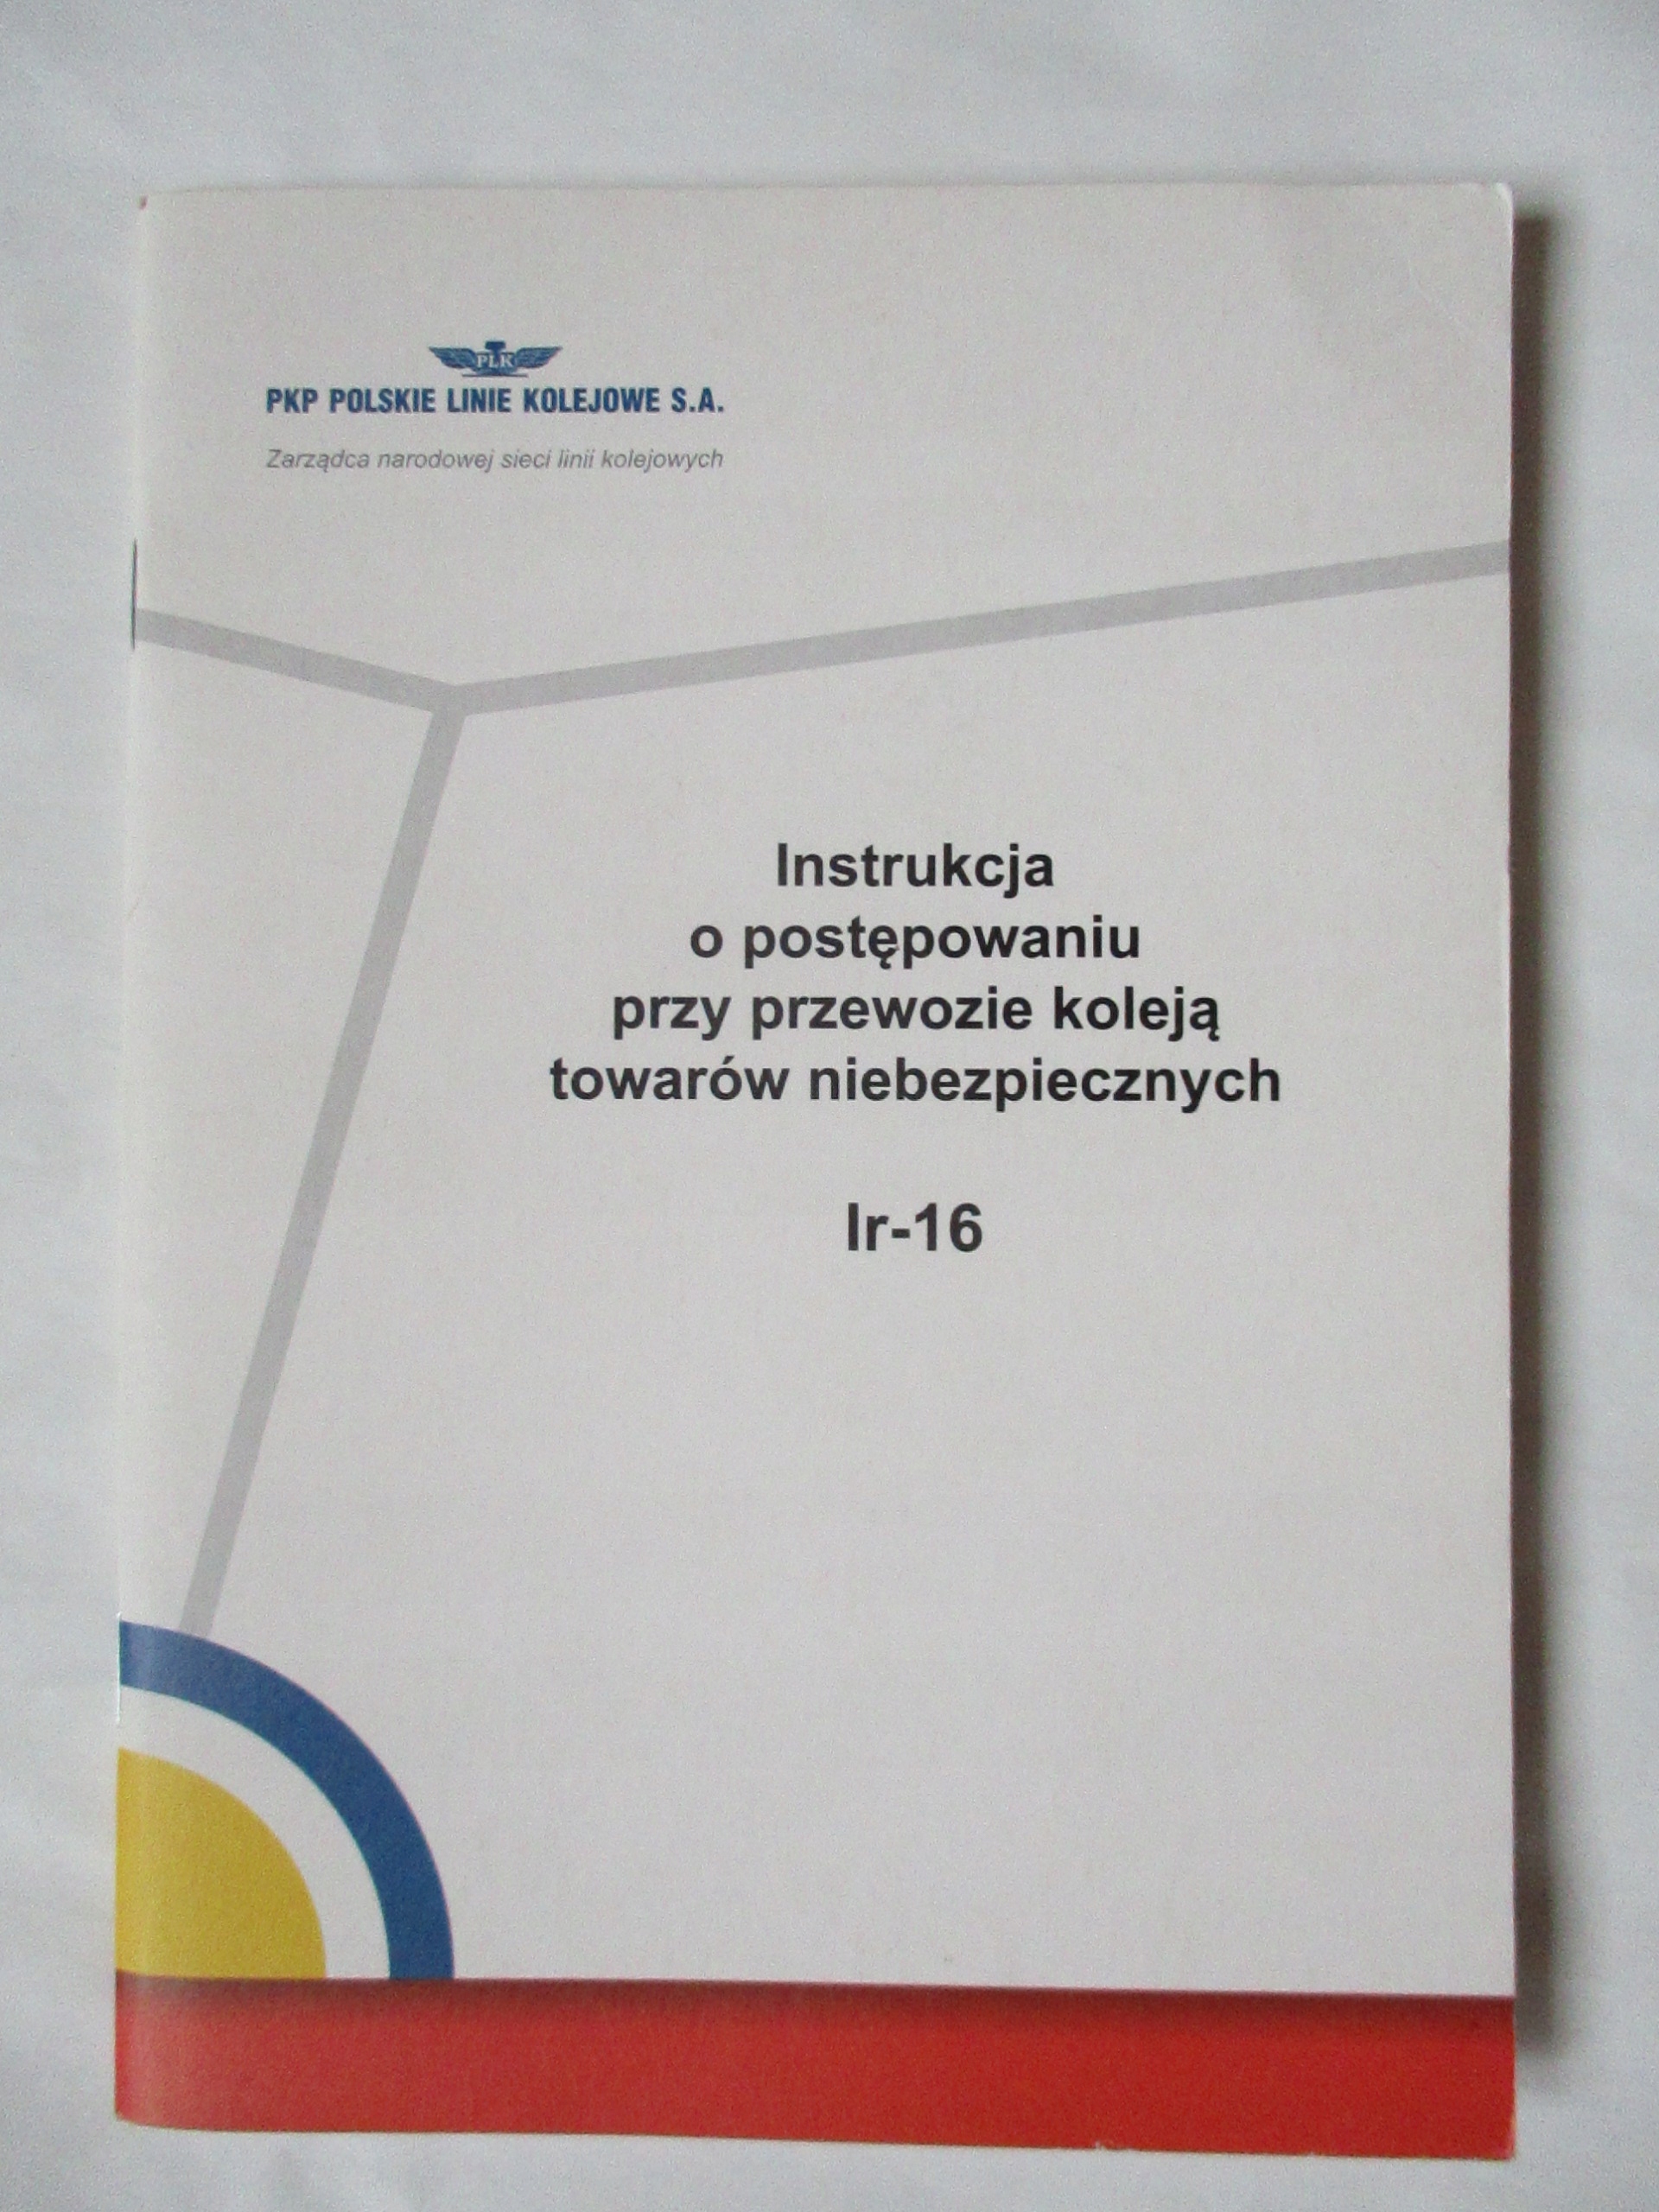 PLK
PKP POLSKIE LINIE KOLEJOWE S.A.
Zarządca narodowej sieci linii kolejowych
Instrukcja
o postępowaniu
przy przewozie koleją
towarów niebezpiecznych
Ir-16